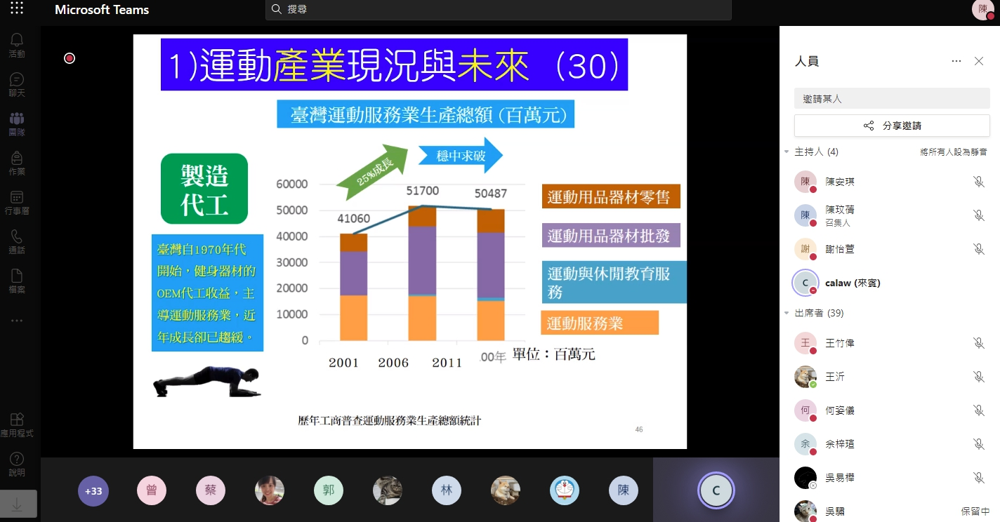 Microsoft Teams
搜尋
陳
活動
聊天
團隊
作業
行事曆
通話
檔案
應用程式
說明
1)運動產業現況與未來 (30)
臺灣運動服務業生產總額 (百萬元)
製造
代工
25%成長
穩中求破
臺灣自1970年代
開始，健身器材的
OEM代工收益，主
導運動服務業，近
年成長卻已趨緩。
60000
50000
40000
30000
20000
10000
0
41060
51700
50487
2001
2006
2011
.00年
單位：百萬元
運動用品器材零售
運動用品器材批發
運動與休閒教育服
務
運動服務業
歷年工商普查運動服務業生產總額統計
46
+33
曾
蔡
郭
林
陳
C
人員
邀請某人
分享邀請
主持人 (4)
將所有人設為靜音
陳
陳安琪
陳
陳玟蒨
召集人
謝
謝怡萱
C
calaw (來賓)
出席者 (39)
王
王竹偉
王沂
何
何姿儀
余
余梓瑄
吳易樺
吳驌
保留中